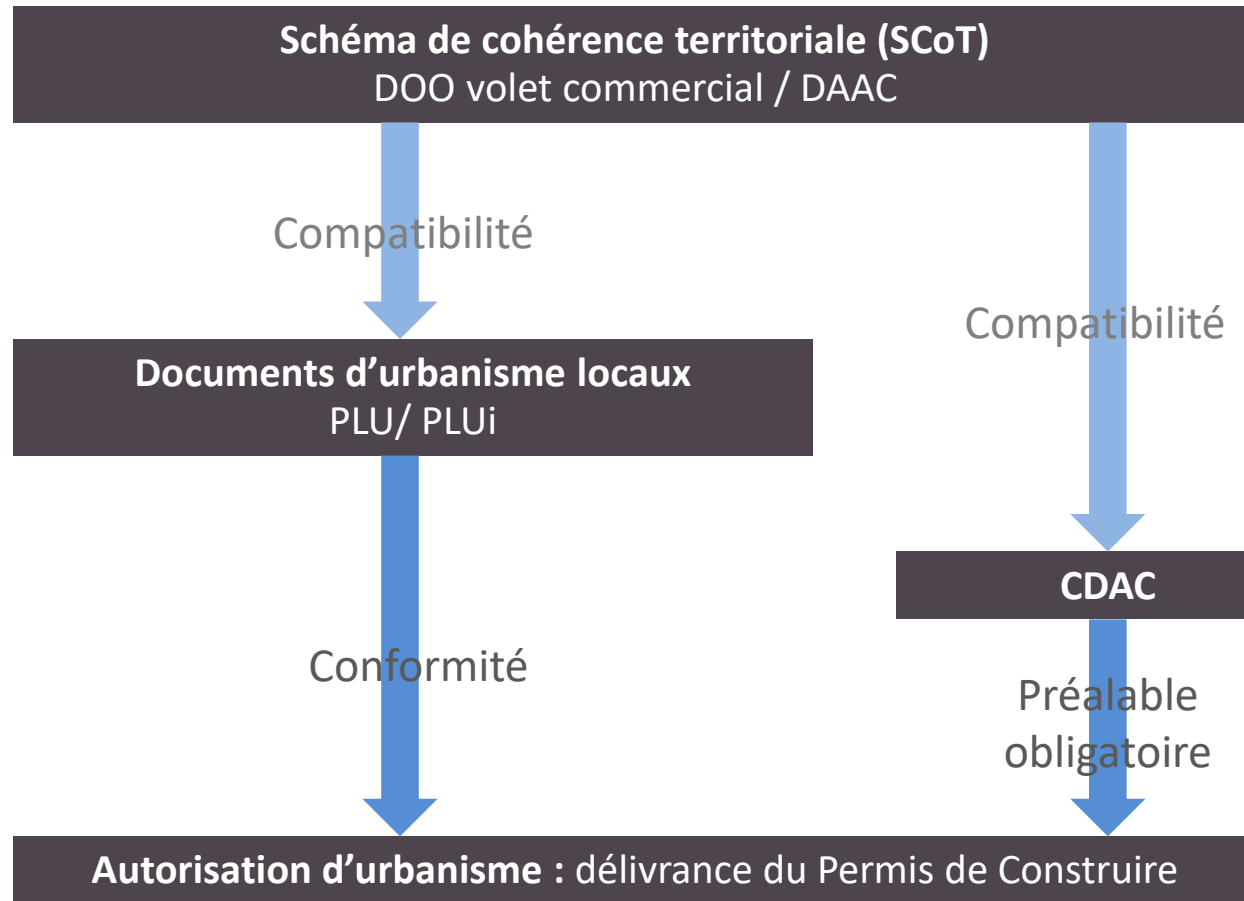 Schéma de cohérence territoriale (SCoT)
DOO volet commercial / DAAC
Compatibilité
Compatibilité
Documents d’urbanisme locaux
PLU/ PLUi
CDAC
Conformité
Préalable
obligatoire
Autorisation d’urbanisme : délivrance du Permis de Construire